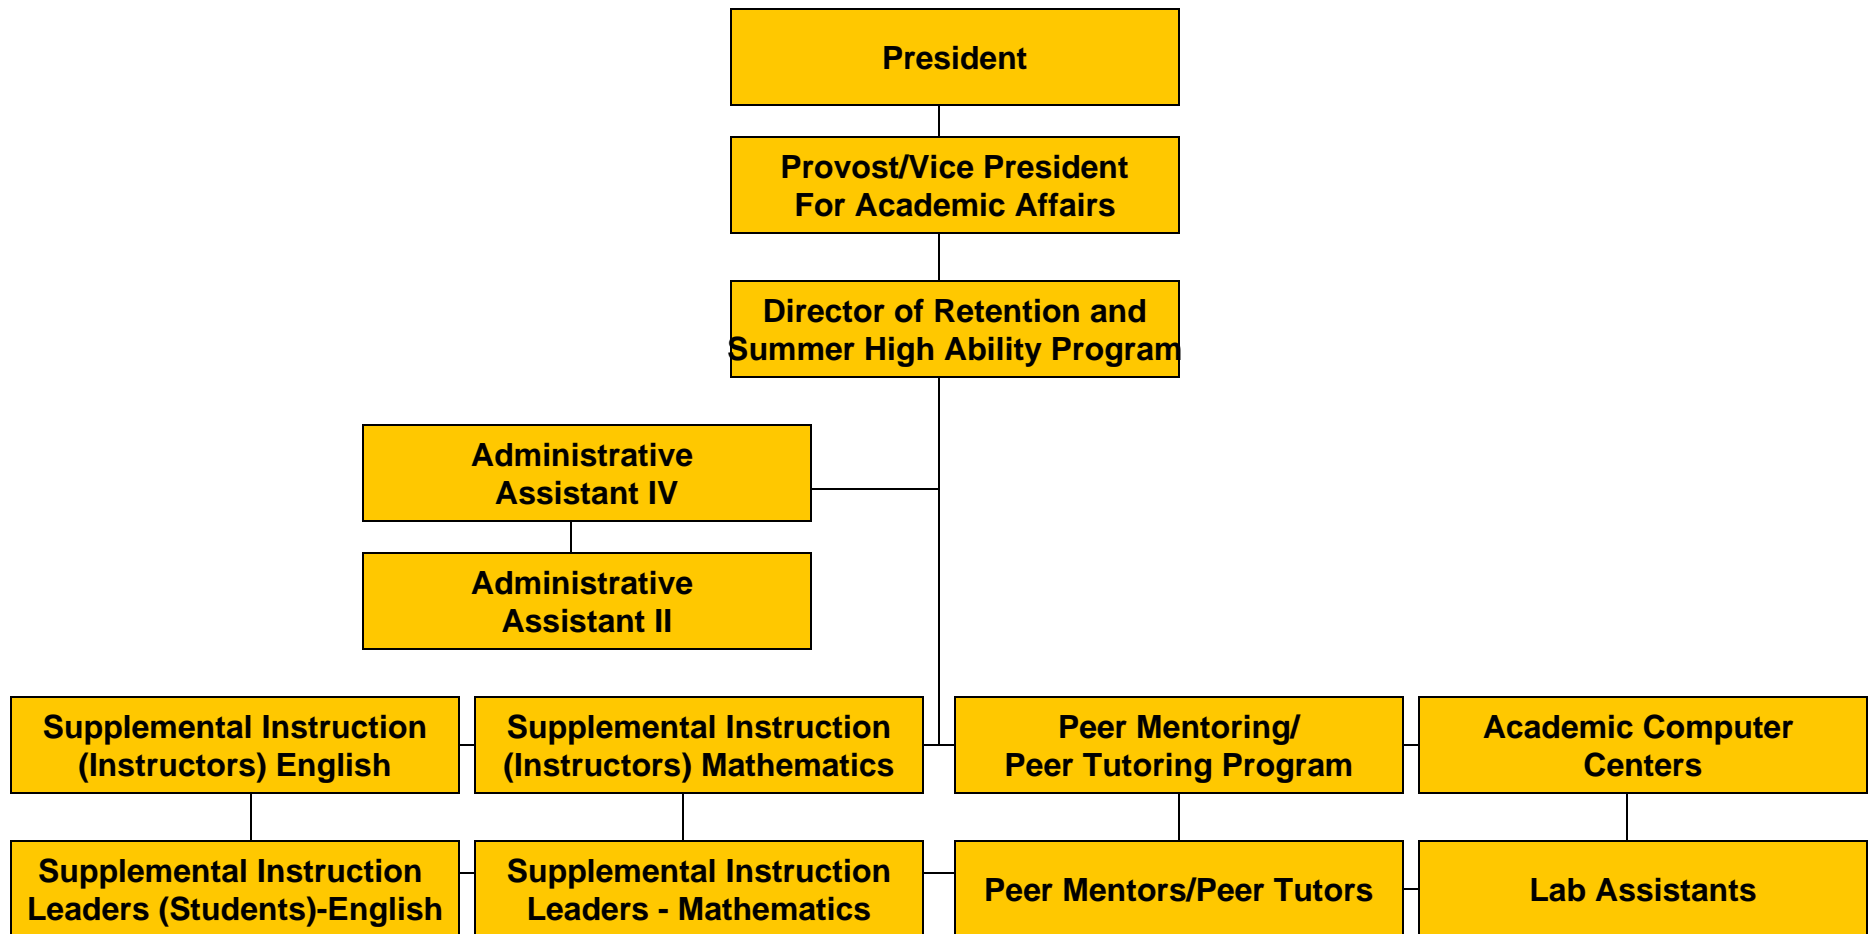 President
Provost/Vice President
For Academic Affairs
Director of Retention and
Summer High Ability Program
Administrative
Assistant IV
Administrative
Assistant II
Supplemental Instruction
(Instructors) English
Supplemental Instruction
(Instructors) Mathematics
Peer Mentoring/
Peer Tutoring Program
Academic Computer
Centers
Supplemental Instruction
Leaders (Students)-English
Supplemental Instruction
Leaders - Mathematics
Peer Mentors/Peer Tutors
Lab Assistants